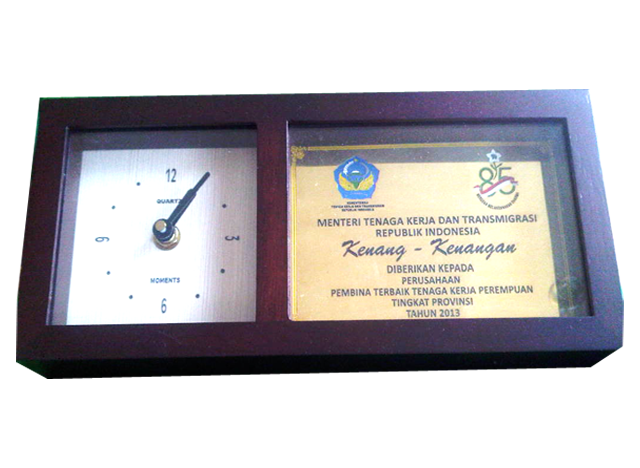 12
QUARTZ
9
3
MOMENTS
6
85
MENTERI TENAGA KERJA DAN TRANSMIGRASI
REPUBLIK INDONESIA
Kenang - Kenangan
DIBERIKAN KEPADA
PERUSAHAAN
PEMBINA TERBAIK TENAGA KERJA PEREMPUAN
TINGKAT PROVINSI
TAHUN 2013